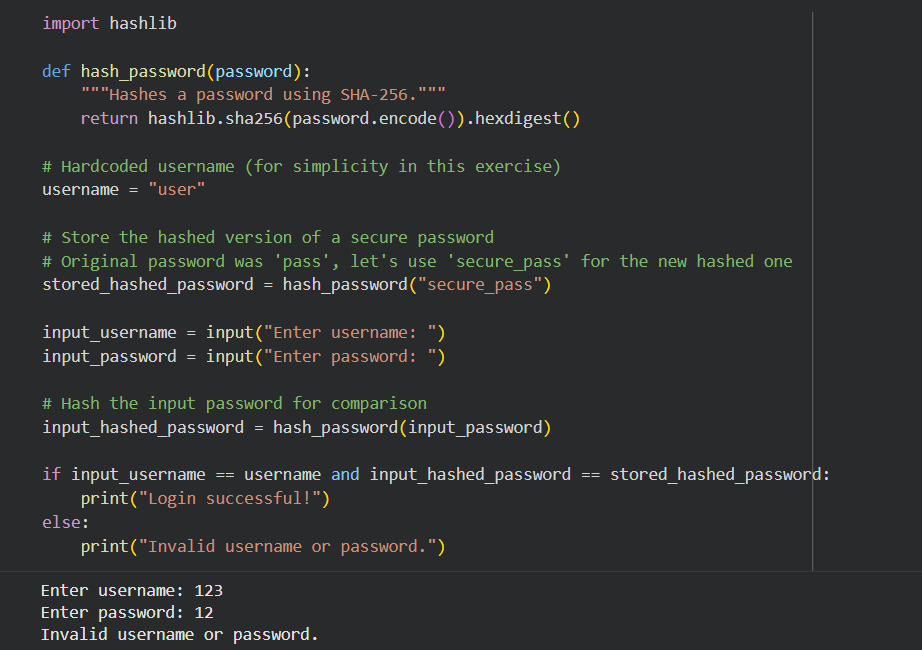 import hashlib
def hash_password(password):
"""Hashes a password using SHA-256."""
return hashlib.sha256(password.encode()).hexdigest()
# Hardcoded username (for simplicity in this exercise)
username = "user"
# Store the hashed version of a secure password
# Original password was 'pass', let's use 'secure_pass' for the new hashed one
stored_hashed_password = hash_password("secure_pass")
input_username = input("Enter username: ")
input_password = input("Enter password: ")
# Hash the input password for comparison
input_hashed_password = hash_password(input_password)
if input_username == username and input_hashed_password == stored_hashed_password:
print("Login successful!")
else:
print("Invalid username or password.")
Enter username: 123
Enter password: 12
Invalid username or password.